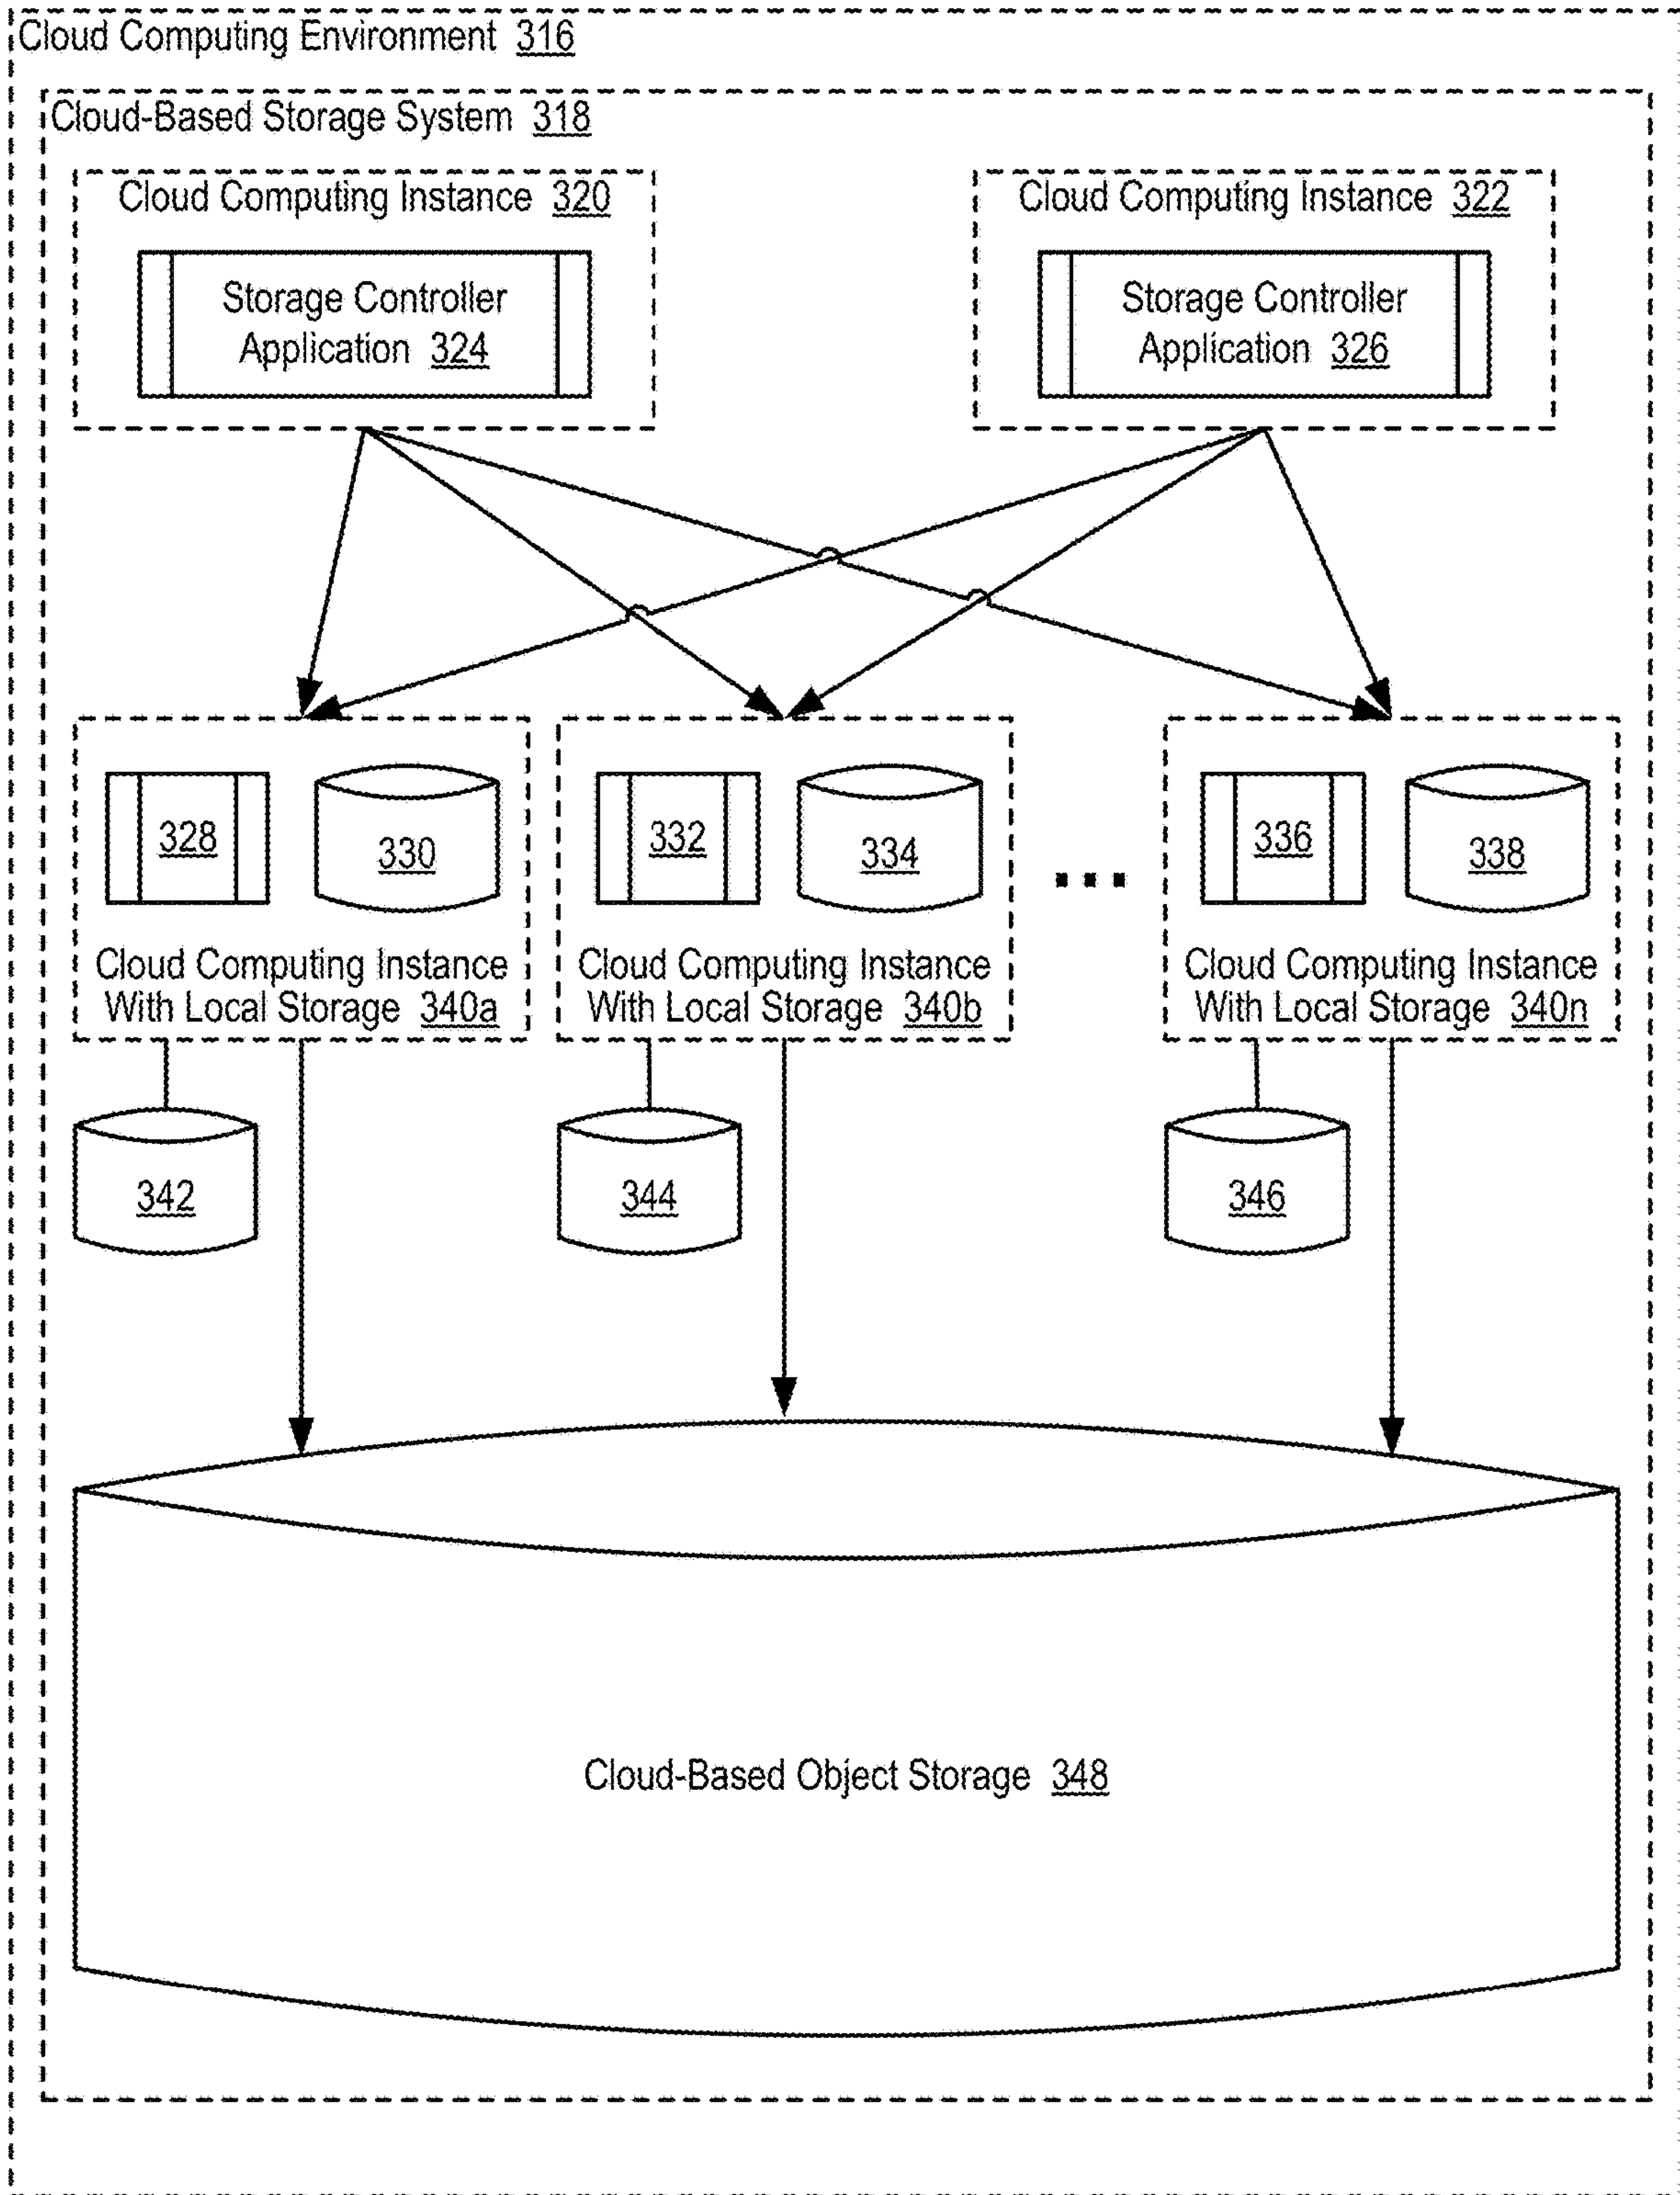 Cloud Computing Environment 316
Cloud-Based Storage System 318
Cloud Computing Instance 320
Storage Controller
Application 324
Cloud Computing Instance 322
Storage Controller
Application 326
328
330
Cloud Computing Instance
With Local Storage 340a
332
334
Cloud Computing Instance
With Local Storage 340b
...
336
338
Cloud Computing Instance
With Local Storage 340n
342
344
346
Cloud-Based Object Storage 348